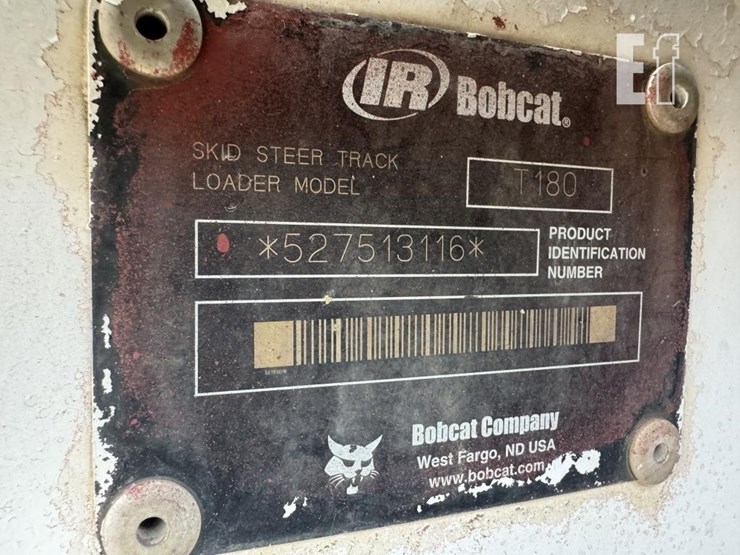 Ef
IR Bobcat®
SKID STEER TRACK
LOADER MODEL
T180
*527513116*
PRODUCT
IDENTIFICATION
NUMBER
Bobcat Company
West Fargo, ND USA
www.bobcat.com